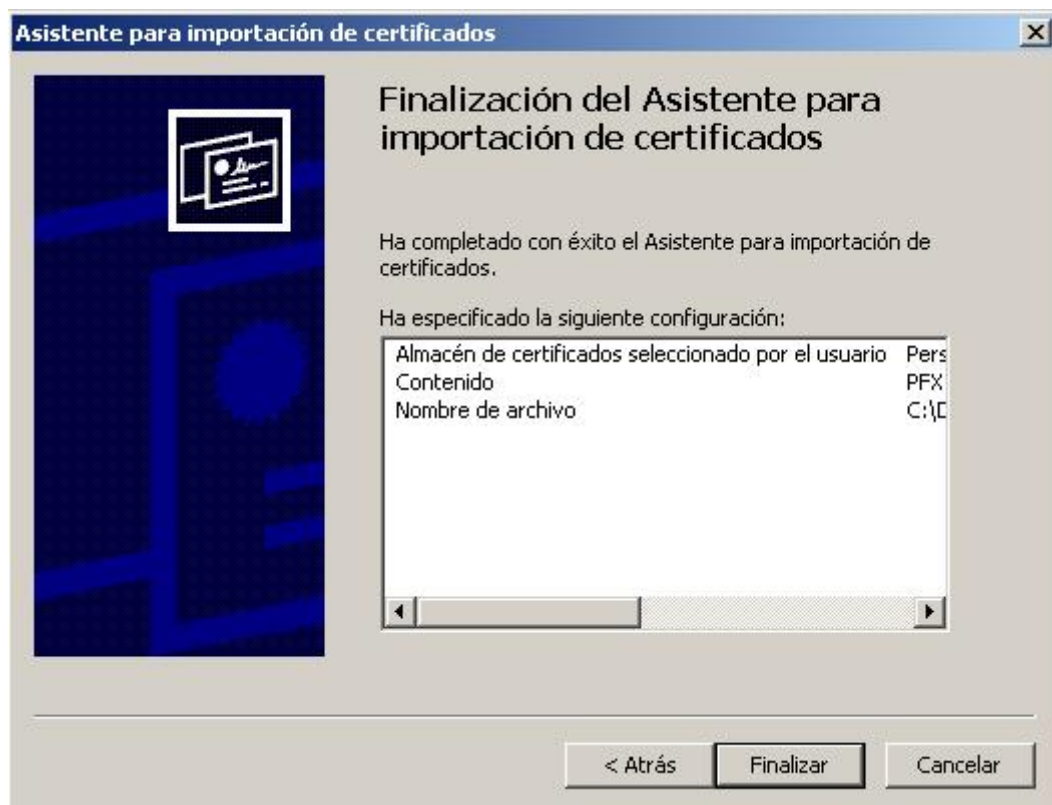 Asistente para importación de certificados
Finalización del Asistente para
importación de certificados
Ha completado con éxito el Asistente para importación de
certificados.
Ha especificado la siguiente configuración:
Almacén de certificados seleccionado por el usuario Pers
Contenido PFX
Nombre de archivo C:\D
< Atrás Finalizar Cancelar